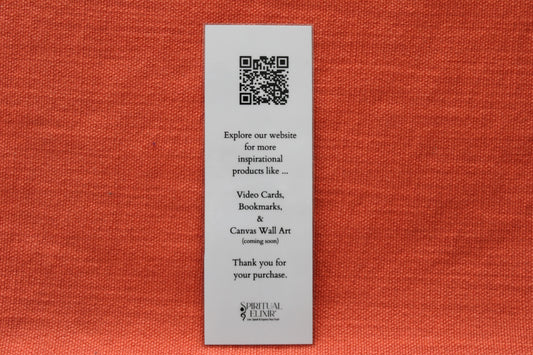 Explore our website
for more
inspirational
products like ...
Video Cards,
Bookmarks,
&
Canvas Wall Art
(coming soon)
Thank you for
your purchase.
SPIRITUAL
ELIXIR